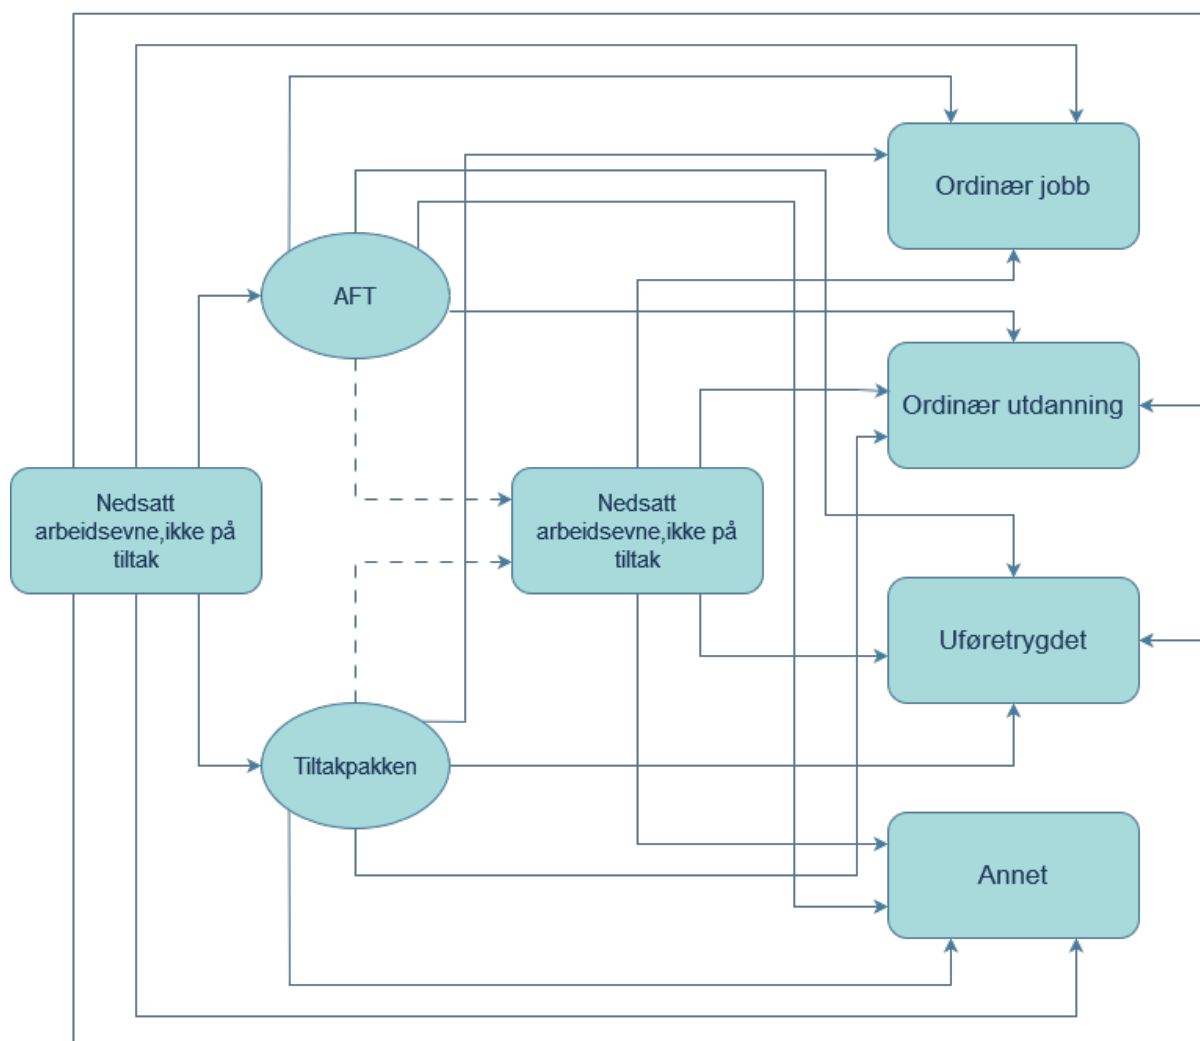 Ordinær jobb
AFT
Ordinær utdanning
Nedsatt
arbeidsevne,ikke på
tiltak
Nedsatt
arbeidsevne,ikke på
tiltak
Uføretrygdet
Tiltakpakken
Annet